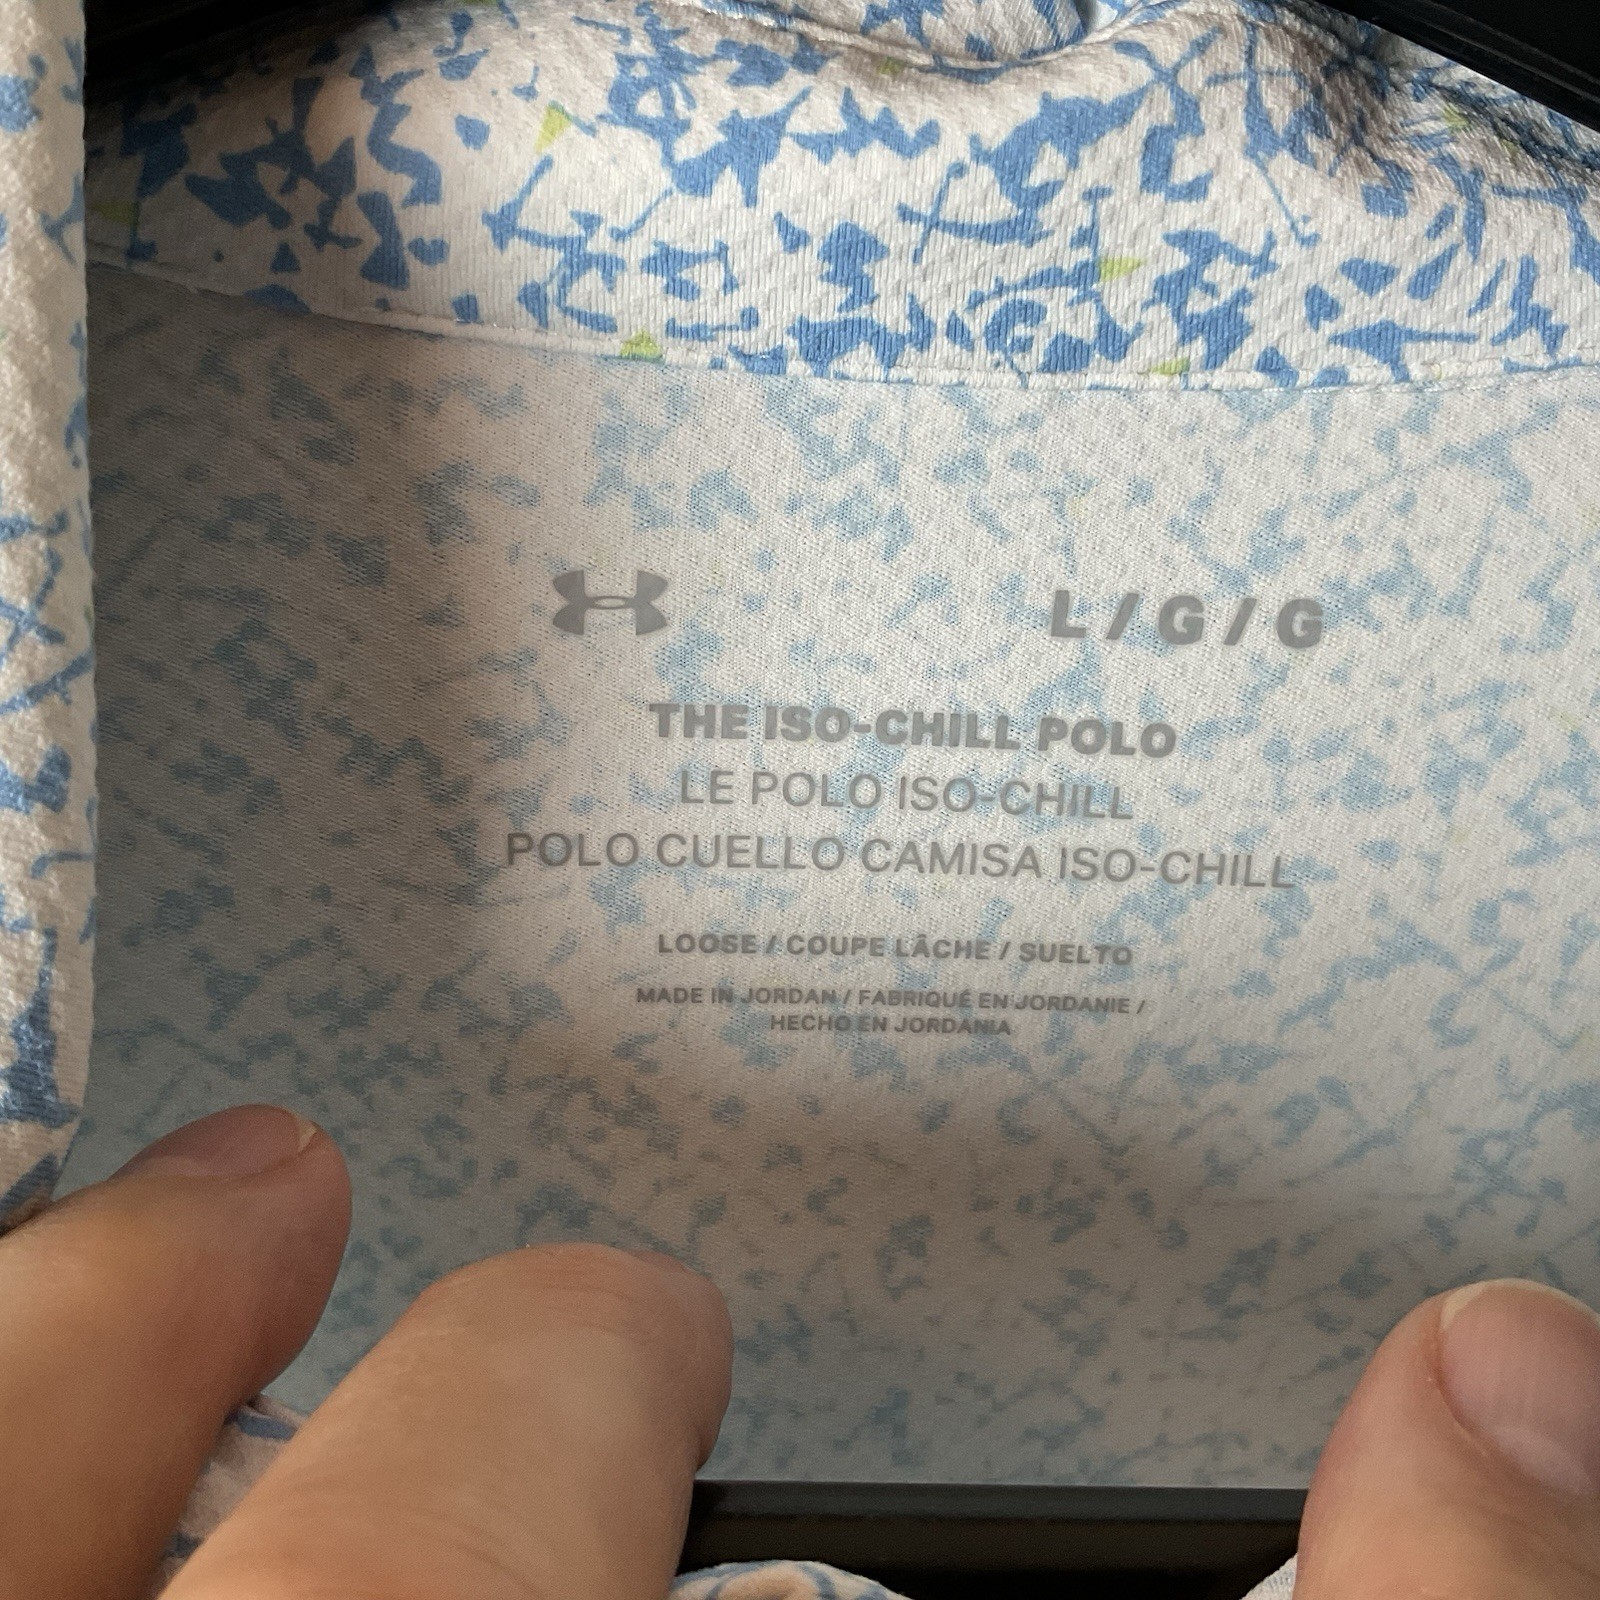 L / G / G
THE ISO-CHILL POLO
LE POLO ISO-CHILL
POLO CUELLO CAMISA ISO-CHILL
LOOSE / COUPE LÂCHE / SUELTO
MADE IN JORDAN / FABRIQUÉ EN JORDANIE /
HECHO EN JORDANIA